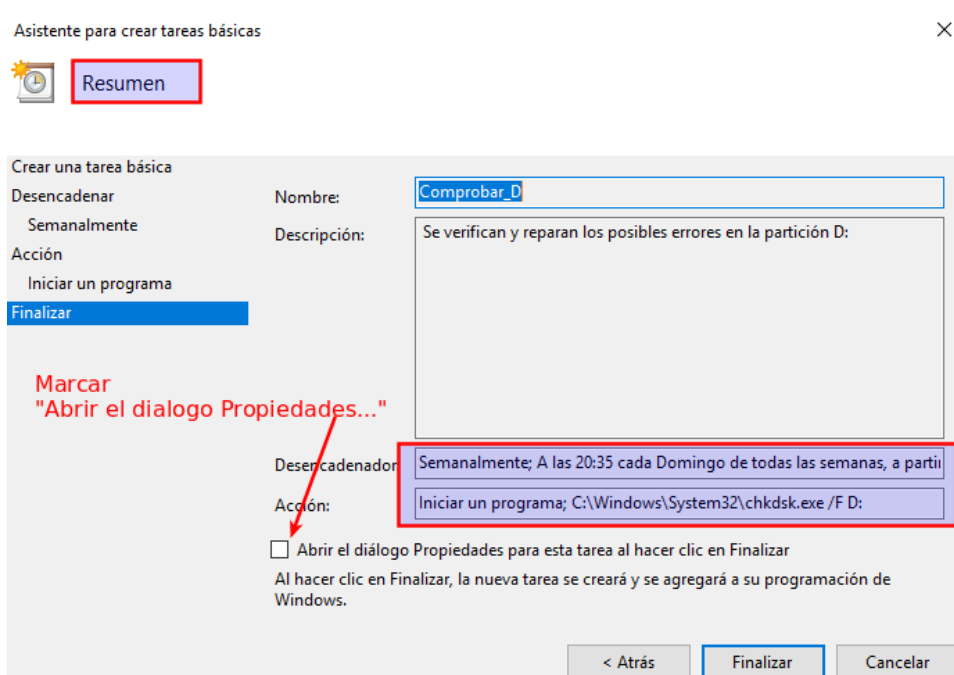 Asistente para crear tareas básicas
Resumen
Crear una tarea básica
Desencadenar
Semanalmente
Acción
Iniciar un programa
Finalizar
Nombre:
Comprobar_D
Descripción:
Se verifican y reparan los posibles errores en la partición D:
Marcar
"Abrir el dialogo Propiedades..."
Desencadenador
Semanalmente; A las 20:35 cada Domingo de todas las semanas, a partir
Acción:
Iniciar un programa; C:\Windows\System32\chkdsk.exe /F D:
Abrir el diálogo Propiedades para esta tarea al hacer clic en Finalizar
Al hacer clic en Finalizar, la nueva tarea se creará y se agregará a su programación de
Windows.
< Atrás
Finalizar
Cancelar